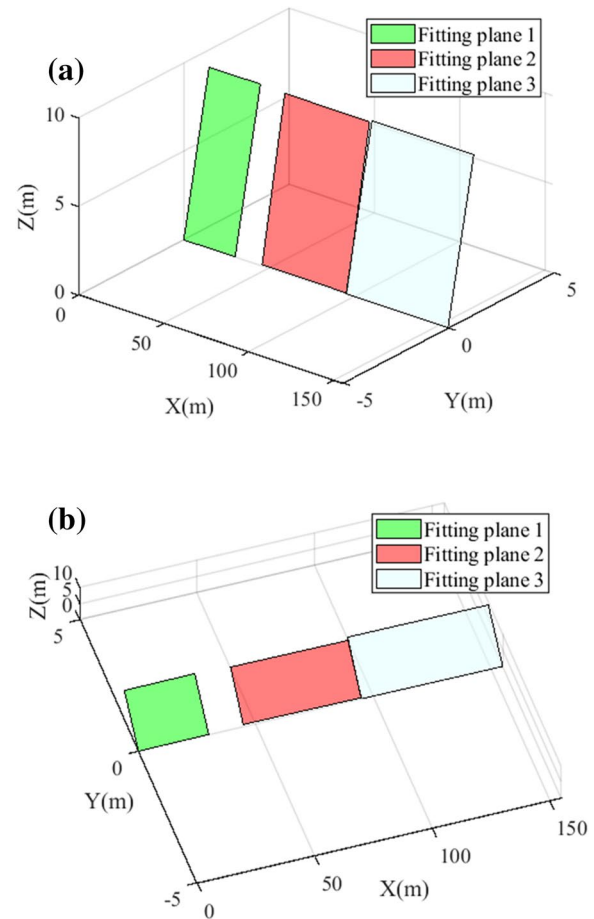 (a)
Fitting plane 1
Fitting plane 2
Fitting plane 3
10
5
0
Z(m)
0
50
100
150
X(m)
-5
0
5
Y(m)
(b)
Fitting plane 1
Fitting plane 2
Fitting plane 3
10
5
0
Z(m)
5
0
-5
Y(m)
0
50
100
150
X(m)